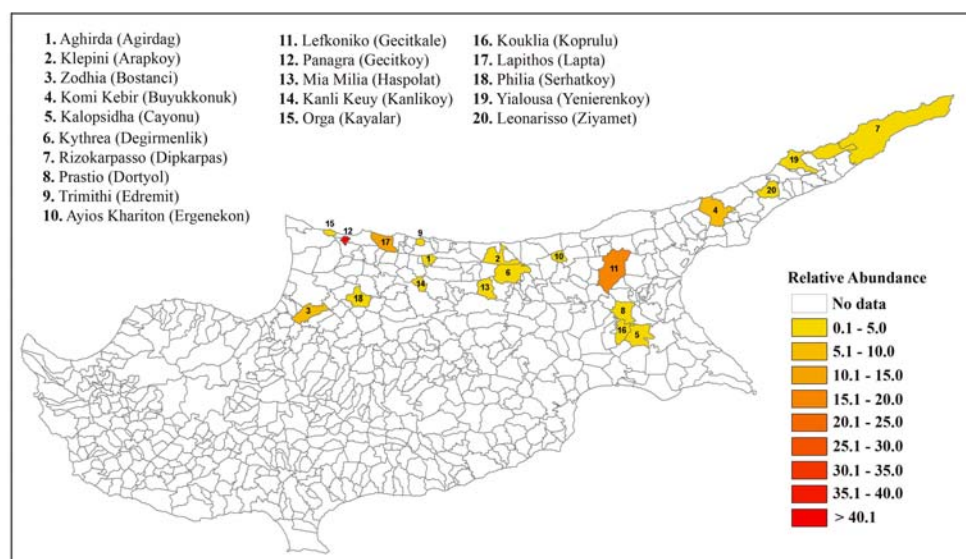 1. Aghirda (Agirdag)
2. Klepini (Arapkoy)
3. Zodhia (Bostanci)
4. Komi Kebir (Buyukkonuk)
5. Kalopsidha (Cayonu)
6. Kythrea (Degirmenlik)
7. Rizokarpasso (Dipkarpas)
8. Prastio (Dortyol)
9. Trimithi (Edremit)
10. Ayios Khariton (Ergenekon)
11. Lefkoniko (Gecitkale)
12. Panagra (Gecitkoy)
13. Mia Milia (Haspolat)
14. Kanli Keuy (Kanlikoy)
15. Orga (Kayalar)
16. Kouklia (Koprulu)
17. Lapithos (Lapta)
18. Philia (Serhatkoy)
19. Yialousa (Yenierenkoy)
20. Leonarisso (Ziyamet)
7
19
20
4
15
12
17
9
1
2
10
6
11
14
13
18
3
8
16
5
Relative Abundance
No data
0.1 - 5.0
5.1 - 10.0
10.1 - 15.0
15.1 - 20.0
20.1 - 25.0
25.1 - 30.0
30.1 - 35.0
35.1 - 40.0
> 40.1